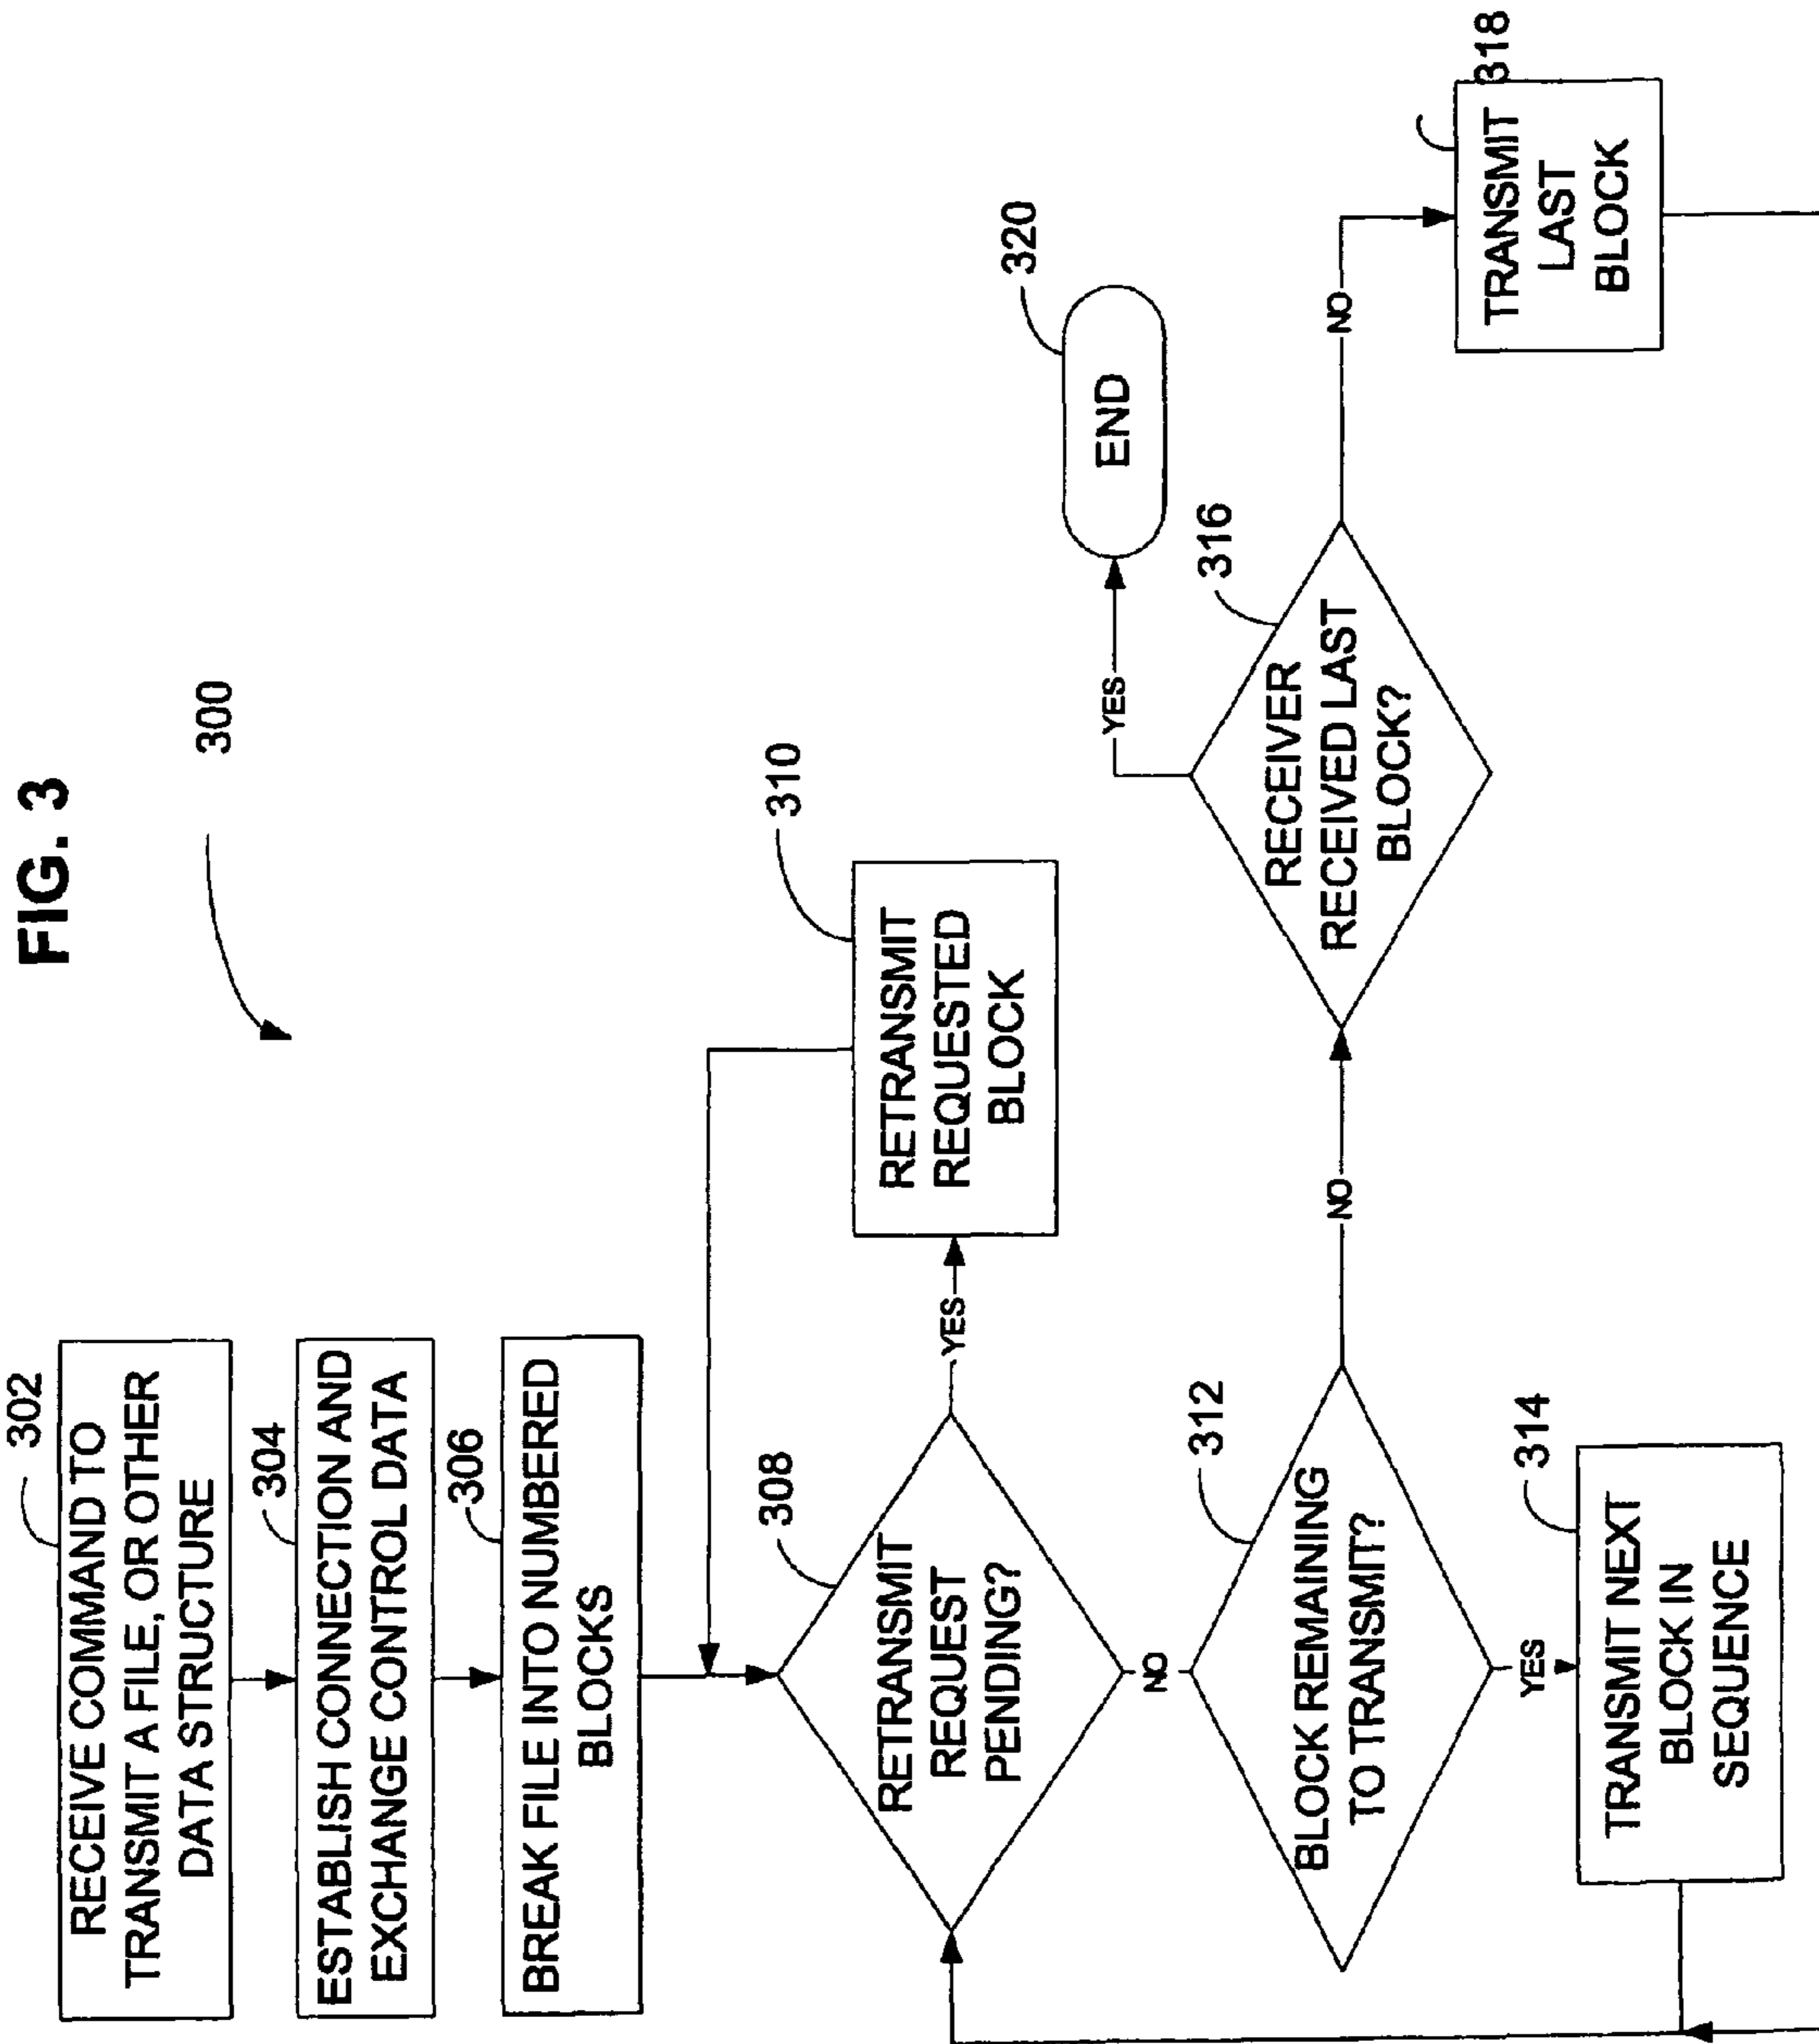 FIG. 3
300
302
RECEIVE COMMAND TO
TRANSMIT A FILE, OR OTHER
DATA STRUCTURE
304
ESTABLISH CONNECTION AND
EXCHANGE CONTROL DATA
306
BREAK FILE INTO NUMBERED
BLOCKS
308
RETRANSMIT
REQUEST
PENDING?
YES
310
RETRANSMIT
REQUESTED
BLOCK
NO
312
BLOCK REMAINING
TO TRANSMIT?
YES
314
TRANSMIT NEXT
BLOCK IN
SEQUENCE
NO
316
RECEIVER
RECEIVED LAST
BLOCK?
YES
320
END
NO
318
TRANSMIT
LAST
BLOCK